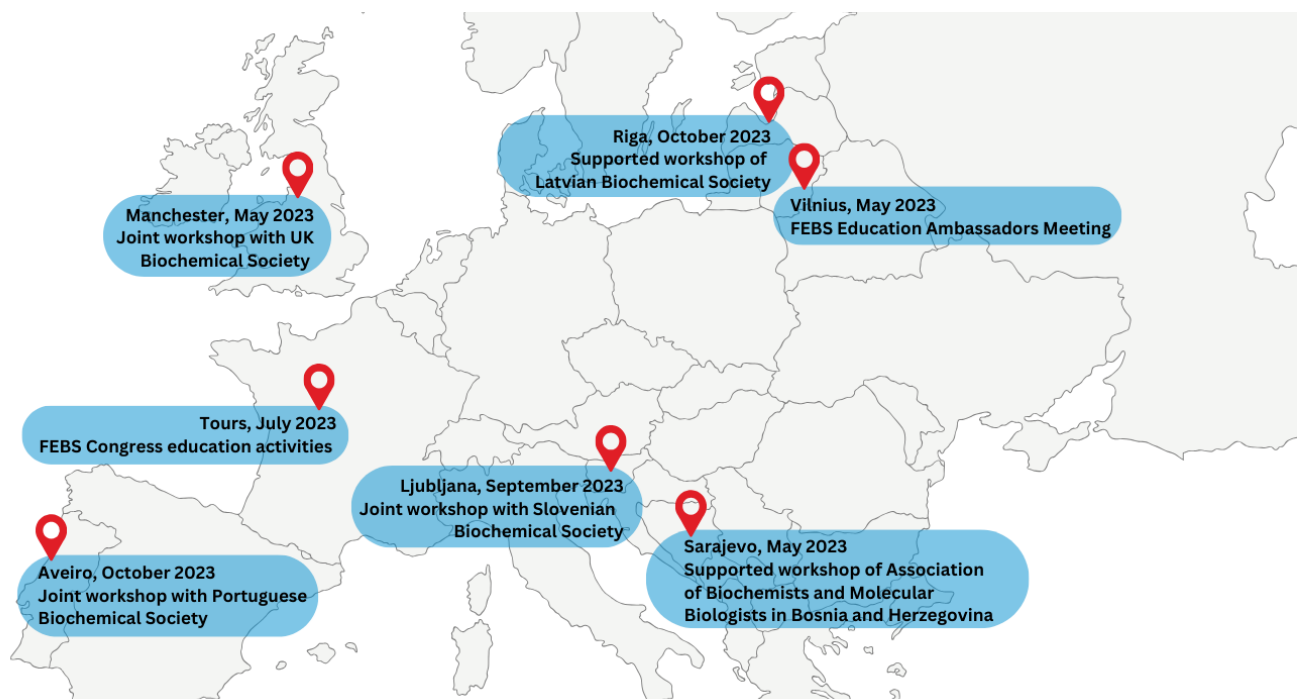 Riga, October 2023
Supported workshop of
Latvian Biochemical Society
Vilnius, May 2023
FEBS Education Ambassadors Meeting
Manchester, May 2023
Joint workshop with UK
Biochemical Society
Tours, July 2023
FEBS Congress education activities
Ljubljana, September 2023
Joint workshop with Slovenian
Biochemical Society
Sarajevo, May 2023
Supported workshop of Association
of Biochemists and Molecular
Biologists in Bosnia and Herzegovina
Aveiro, October 2023
Joint workshop with Portuguese
Biochemical Society